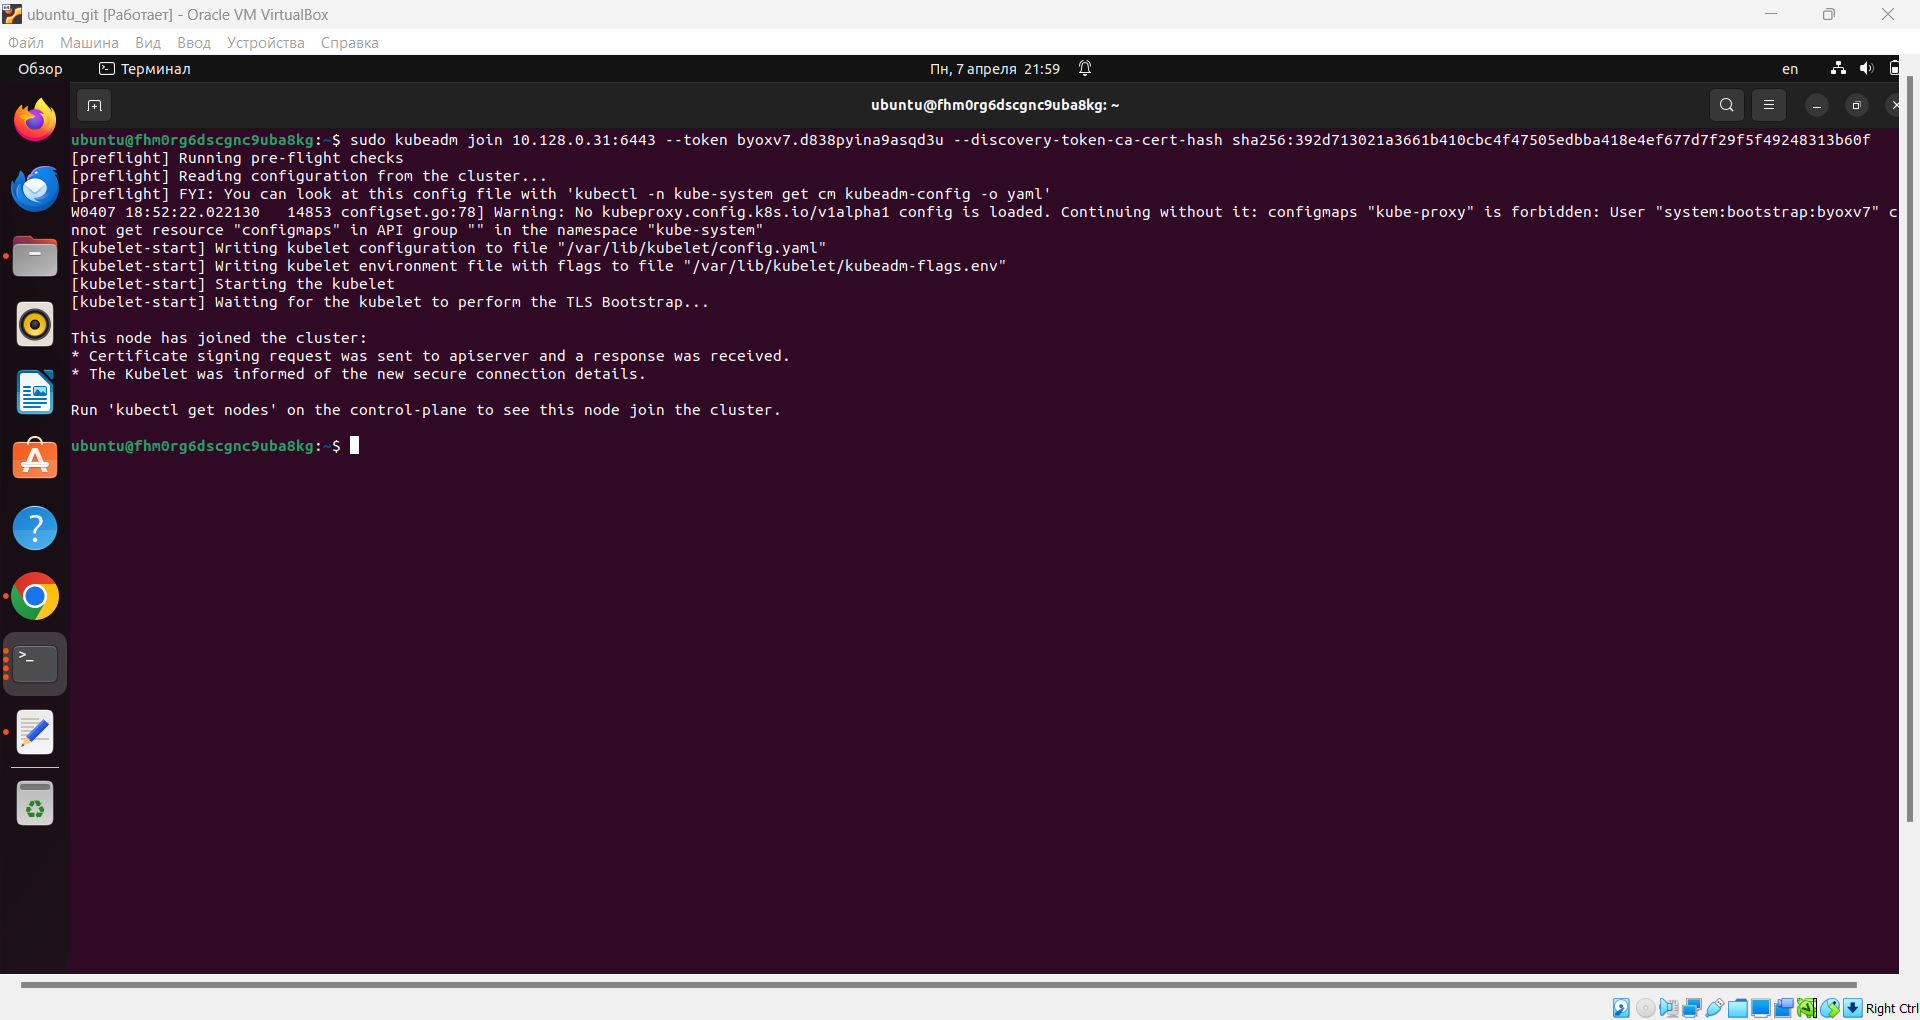 ubuntu_git [Работает] - Oracle VM VirtualBox
Файл Машина Вид Ввод Устройства Справка
Обзор Терминал Пн, 7 апреля 21:59 en
ubuntu@fhm0rg6dscgnc9uba8kg: ~
ubuntu@fhm0rg6dscgnc9uba8kg:~$ sudo kubeadm join 10.128.0.31:6443 --token byoxv7.d838pyina9asqd3u --discovery-token-ca-cert-hash sha256:392d713021a3661b410cbc4f47505edbba418e4ef677d7f29f5f49248313b60f
[preflight] Running pre-flight checks
[preflight] Reading configuration from the cluster...
[preflight] FYI: You can look at this config file with 'kubectl -n kube-system get cm kubeadm-config -o yaml'
W0407 18:52:22.022130   14853 configset.go:78] Warning: No kubeproxy.config.k8s.io/v1alpha1 config is loaded. Continuing without it: configmaps "kube-proxy" is forbidden: User "system:bootstrap:byoxv7" c
nnot get resource "configmaps" in API group "" in the namespace "kube-system"
[kubelet-start] Writing kubelet configuration to file "/var/lib/kubelet/config.yaml"
[kubelet-start] Writing kubelet environment file with flags to file "/var/lib/kubelet/kubeadm-flags.env"
[kubelet-start] Starting the kubelet
[kubelet-start] Waiting for the kubelet to perform the TLS Bootstrap...
This node has joined the cluster:
* Certificate signing request was sent to apiserver and a response was received.
* The Kubelet was informed of the new secure connection details.
Run 'kubectl get nodes' on the control-plane to see this node join the cluster.
ubuntu@fhm0rg6dscgnc9uba8kg:~$
Right Ctrl